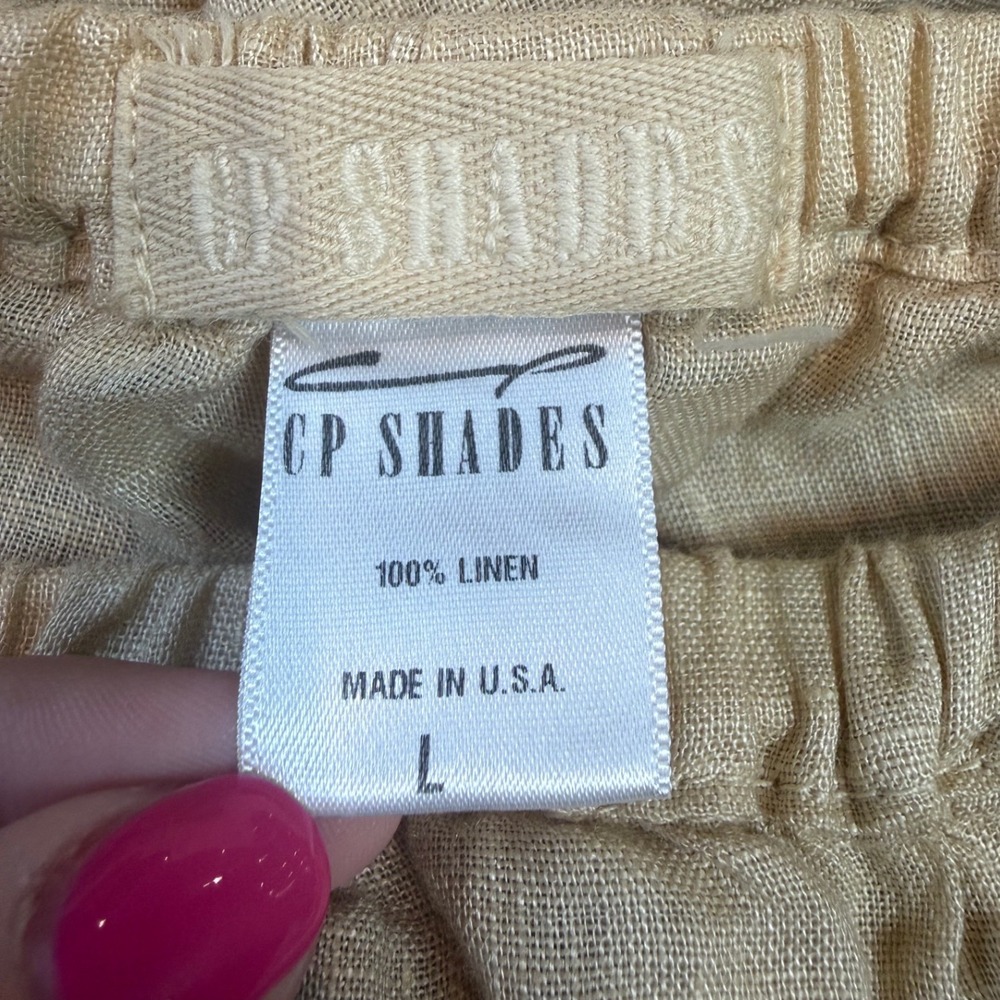 CP SHADES
CP SHADES
100% LINEN
MADE IN U.S.A.
L